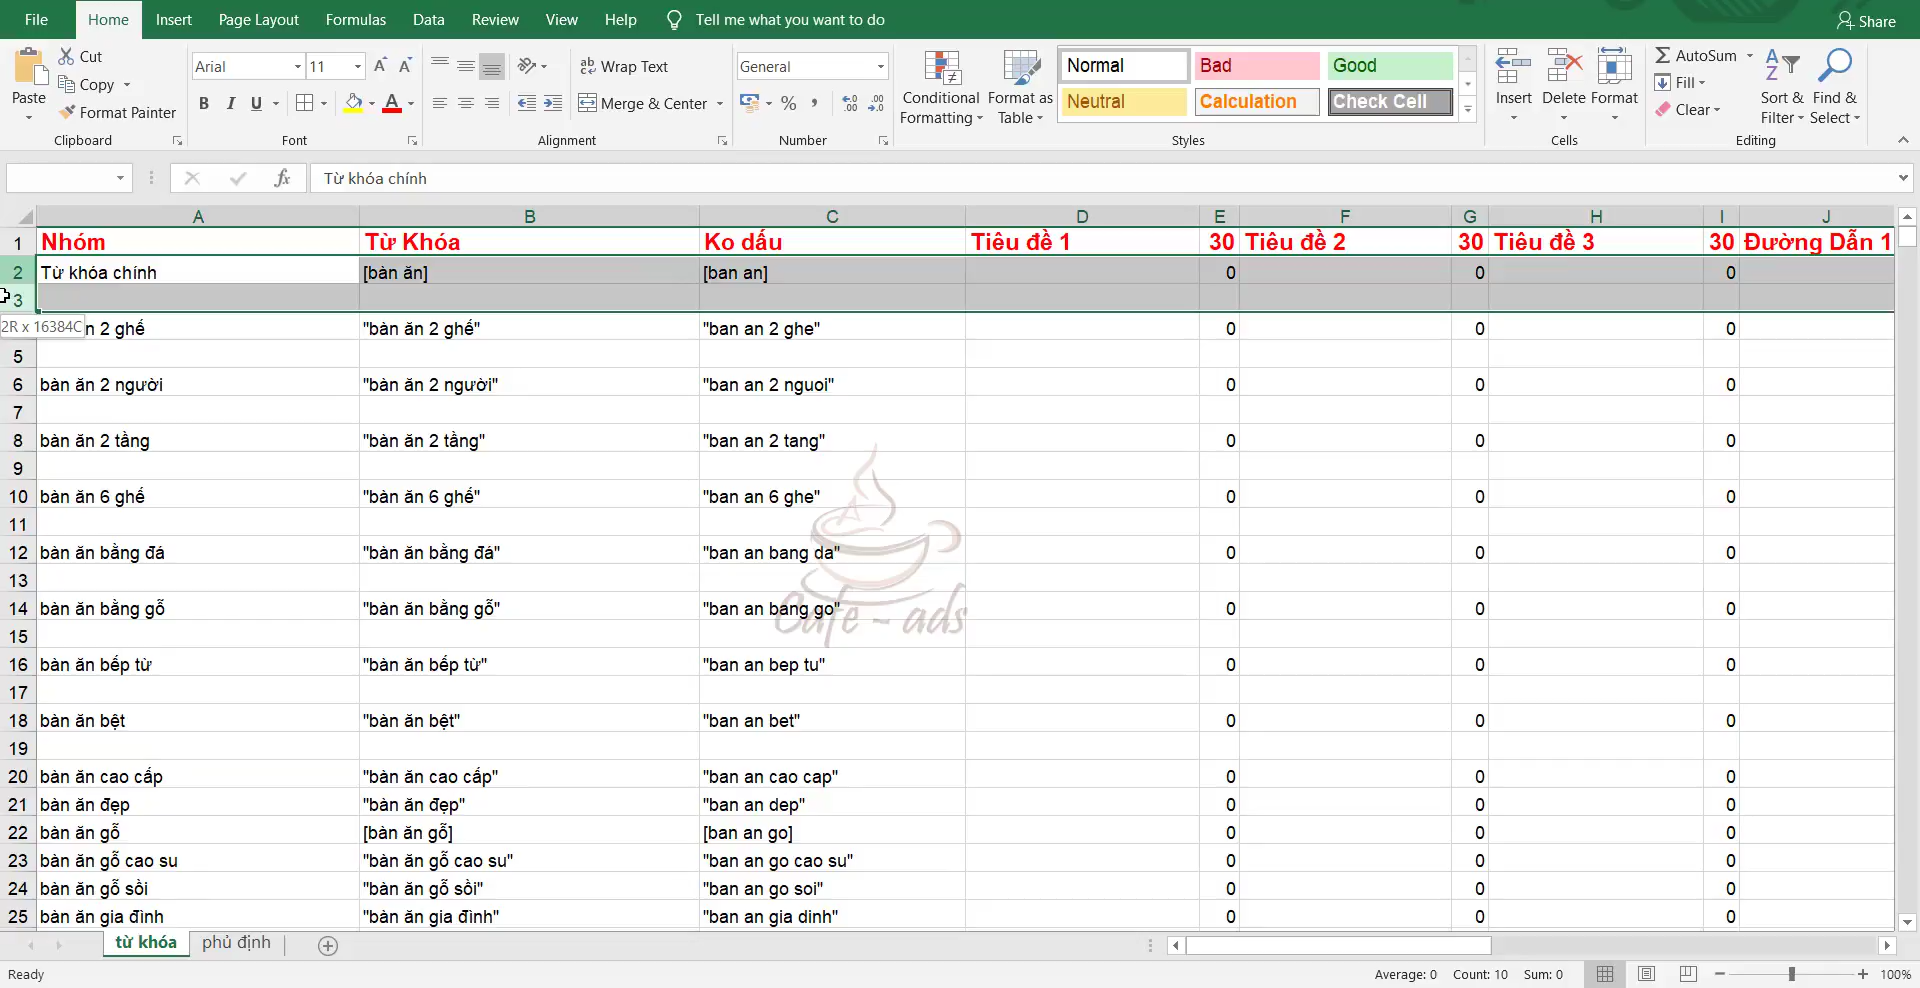 File Home Insert Page Layout Formulas Data Review View Help Tell me what you want to do Share
Paste Cut Copy Format Painter Clipboard
Arial 11 B I U A Font
ab Wrap Text Merge & Center Alignment
General % Number
Conditional Formatting Format as Table
Normal Bad Good
Neutral Calculation Check Cell
Styles
Insert Delete Format Cells
AutoSum Fill Clear Sort & Filter Find & Select Editing
fx Từ khóa chính
A B C D E F G H I J
1 Nhóm Từ Khóa Ko dấu Tiêu đề 1 30 Tiêu đề 2 30 Tiêu đề 3 30 Đường Dẫn 1
2 Từ khóa chính [bàn ăn] [ban an] 0 0 0
3
2R x 16384C n 2 ghế "bàn ăn 2 ghế" "ban an 2 ghe" 0 0 0
5
6 bàn ăn 2 người "bàn ăn 2 người" "ban an 2 nguoi" 0 0 0
7
8 bàn ăn 2 tầng "bàn ăn 2 tầng" "ban an 2 tang" 0 0 0
9
10 bàn ăn 6 ghế "bàn ăn 6 ghế" "ban an 6 ghe" 0 0 0
11
12 bàn ăn bằng đá "bàn ăn bằng đá" "ban an bang da" 0 0 0
13
14 bàn ăn bằng gỗ "bàn ăn bằng gỗ" "ban an bang go" 0 0 0
Cafe - ads
15
16 bàn ăn bếp từ "bàn ăn bếp từ" "ban an bep tu" 0 0 0
17
18 bàn ăn bệt "bàn ăn bệt" "ban an bet" 0 0 0
19
20 bàn ăn cao cấp "bàn ăn cao cấp" "ban an cao cap" 0 0 0
21 bàn ăn đẹp "bàn ăn đẹp" "ban an dep" 0 0 0
22 bàn ăn gỗ [bàn ăn gỗ] [ban an go] 0 0 0
23 bàn ăn gỗ cao su "bàn ăn gỗ cao su" "ban an go cao su" 0 0 0
24 bàn ăn gỗ sồi "bàn ăn gỗ sồi" "ban an go soi" 0 0 0
25 bàn ăn gia đình "bàn ăn gia đình" "ban an gia dinh" 0 0 0
từ khóa phủ định
Ready Average: 0 Count: 10 Sum: 0 100%